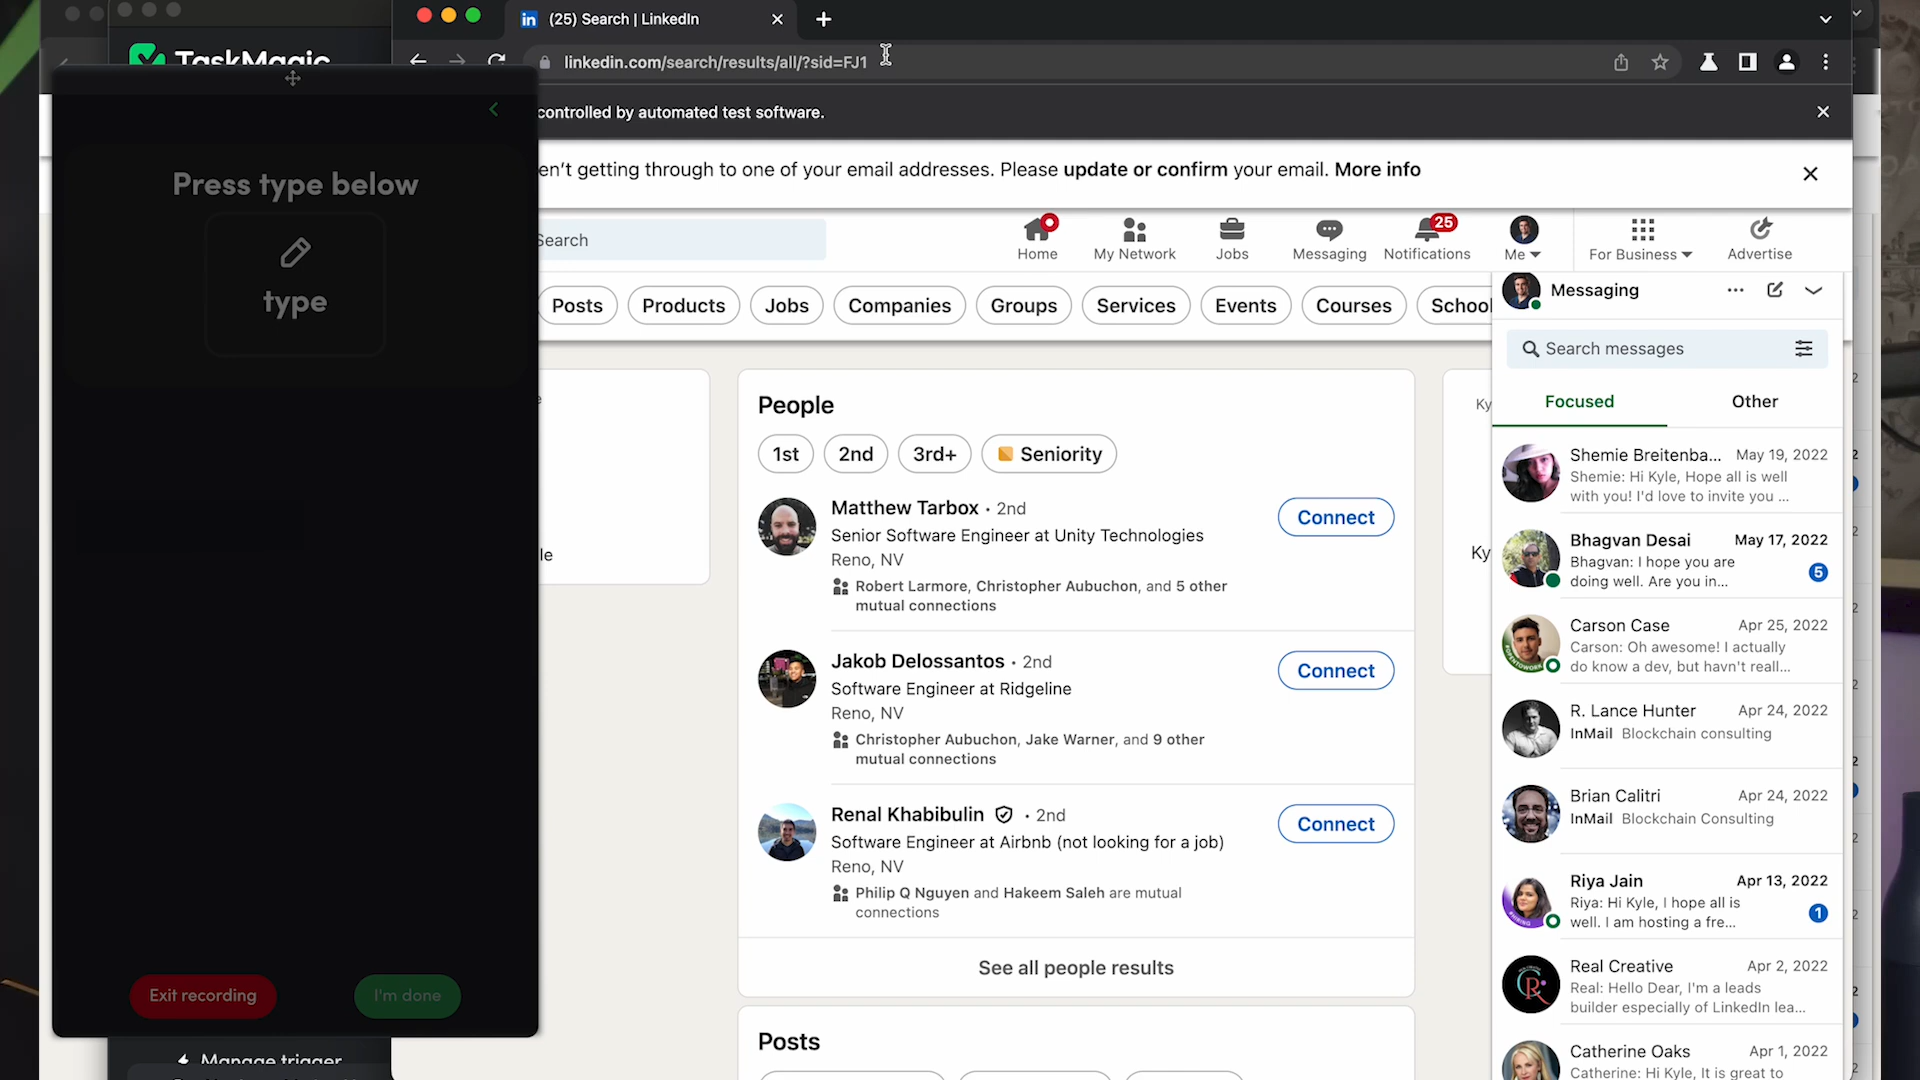 TaskMagic
(25) Search | LinkedIn
linkedin.com/search/results/all/?sid=FJ1
controlled by automated test software.
en't getting through to one of your email addresses. Please update or confirm your email. More info
Press type below
type
Exit recording
I'm done
Manage trigger
Search
Home
My Network
Jobs
Messaging
25
Notifications
Me
For Business
Advertise
Posts
Products
Jobs
Companies
Groups
Services
Events
Courses
School
le
People
1st
2nd
3rd+
Seniority
Matthew Tarbox • 2nd
Senior Software Engineer at Unity Technologies
Reno, NV
Robert Larmore, Christopher Aubuchon, and 5 other
mutual connections
Connect
Jakob Delossantos • 2nd
Software Engineer at Ridgeline
Reno, NV
Christopher Aubuchon, Jake Warner, and 9 other
mutual connections
Connect
Renal Khabibulin • 2nd
Software Engineer at Airbnb (not looking for a job)
Reno, NV
Philip Q Nguyen and Hakeem Saleh are mutual
connections
Connect
See all people results
Posts
Ky
Ky
Messaging
Search messages
Focused
Other
Shemie Breitenba... May 19, 2022
Shemie: Hi Kyle, Hope all is well
with you! I'd love to invite you ...
Bhagvan Desai May 17, 2022
Bhagvan: I hope you are
doing well. Are you in...
5
Carson Case Apr 25, 2022
Carson: Oh awesome! I actually
do know a dev, but havn't reall...
R. Lance Hunter Apr 24, 2022
InMail Blockchain consulting
Brian Calitri Apr 24, 2022
InMail Blockchain Consulting
Riya Jain Apr 13, 2022
Riya: Hi Kyle, I hope all is
well. I am hosting a fre...
1
Real Creative Apr 2, 2022
Real: Hello Dear, I'm a leads
builder especially of LinkedIn lea...
Catherine Oaks Apr 1, 2022
Catherine: Hi Kyle, It is great to